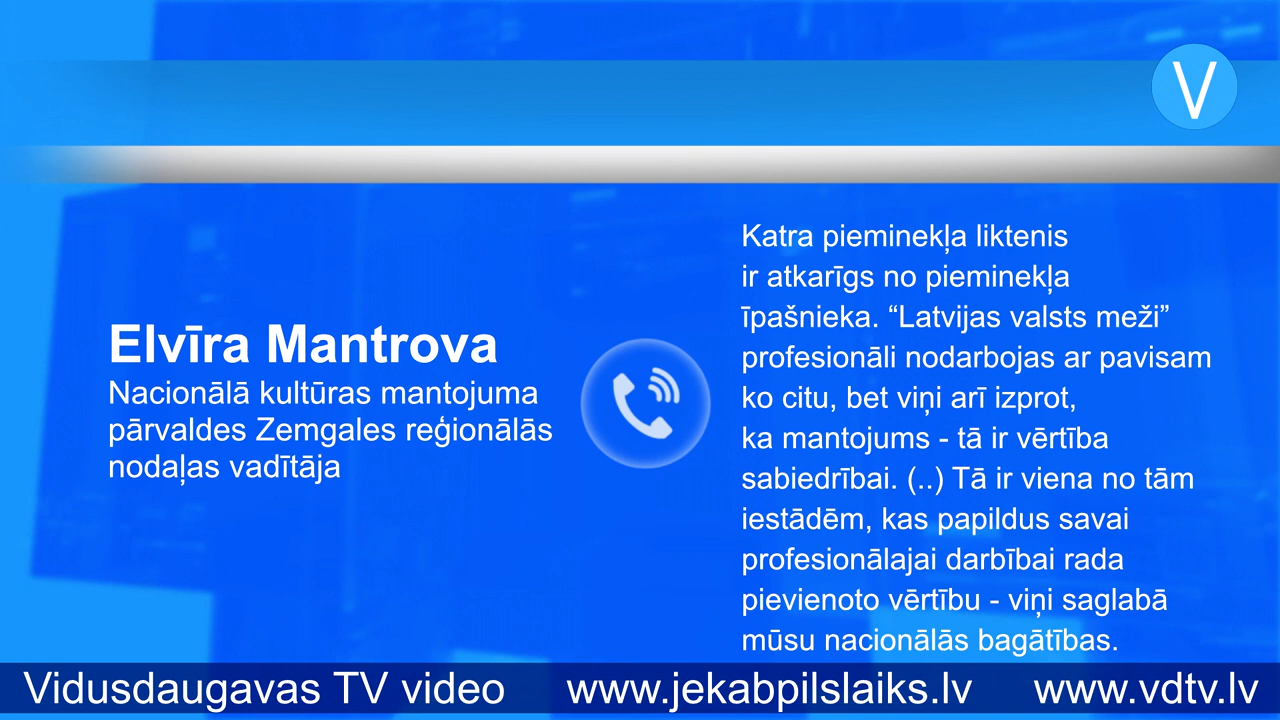 V
Elvīra Mantrova
Nacionālā kultūras mantojuma
pārvaldes Zemgales reģionālās
nodaļas vadītāja
Katra pieminekļa liktenis
ir atkarīgs no pieminekļa
īpašnieka. “Latvijas valsts meži”
profesionāli nodarbojas ar pavisam
ko citu, bet viņi arī izprot,
ka mantojums - tā ir vērtība
sabiedrībai. (..) Tā ir viena no tām
iestādēm, kas papildus savai
profesionālajai darbībai rada
pievienoto vērtību - viņi saglabā
mūsu nacionālās bagātības.
Vidusdaugavas TV video www.jekabpilslaiks.lv www.vdtv.lv